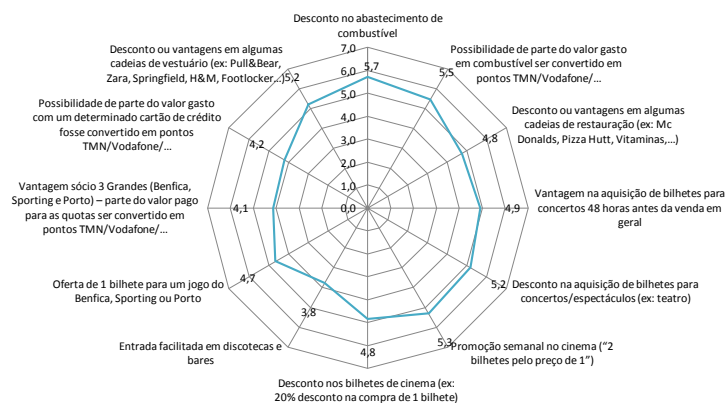 Desconto no abastecimento de
combustível
7,0
6,0
5,0
4,0
3,0
2,0
1,0
0,0
5,7
Possibilidade de parte do valor gasto
em combustível ser convertido em
pontos TMN/Vodafone/…
5,5
Desconto ou vantagens em algumas
cadeias de restauração (ex: Mc
Donalds, Pizza Hutt, Vitaminas,…)
4,8
Vantagem na aquisição de bilhetes para
concertos 48 horas antes da venda em
geral
4,9
Desconto na aquisição de bilhetes para
concertos/espectáculos (ex: teatro)
5,2
Promoção semanal no cinema (“2
bilhetes pelo preço de 1”)
5,3
Desconto nos bilhetes de cinema (ex:
20% desconto na compra de 1 bilhete)
4,8
Entrada facilitada em discotecas e
bares
3,8
Oferta de 1 bilhete para um jogo do
Benfica, Sporting ou Porto
4,7
Vantagem sócio 3 Grandes (Benfica,
Sporting e Porto) – parte do valor pago
para as quotas ser convertido em
pontos TMN/Vodafone/…
4,1
Possibilidade de parte do valor gasto
com um determinado cartão de crédito
fosse convertido em pontos
TMN/Vodafone/…
4,2
Desconto ou vantagens em algumas
cadeias de vestuário (ex: Pull&Bear,
Zara, Springfield, H&M, Footlocker…)
5,2